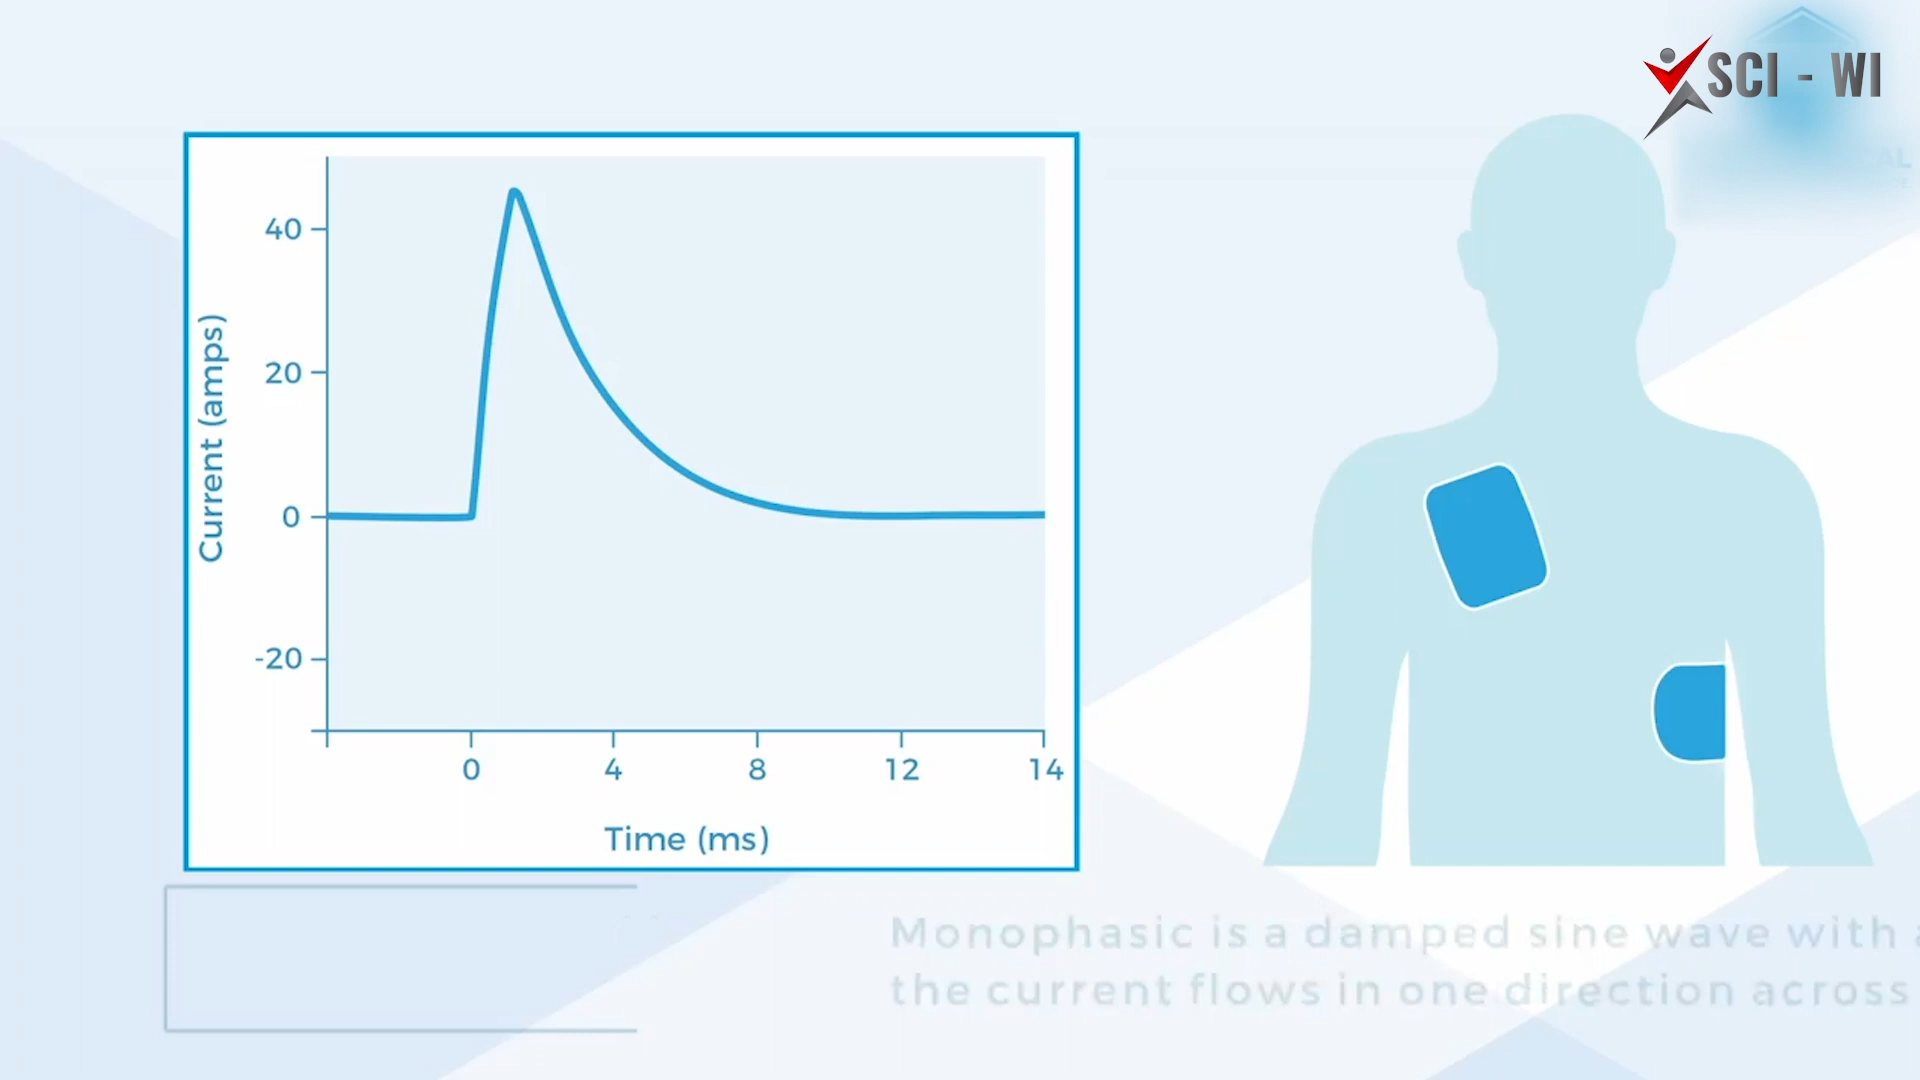 SCI - WI
40
20
0
-20
Current (amps)
0 4 8 12 14
Time (ms)
Monophasic is a damped sine wave with
the current flows in one direction across